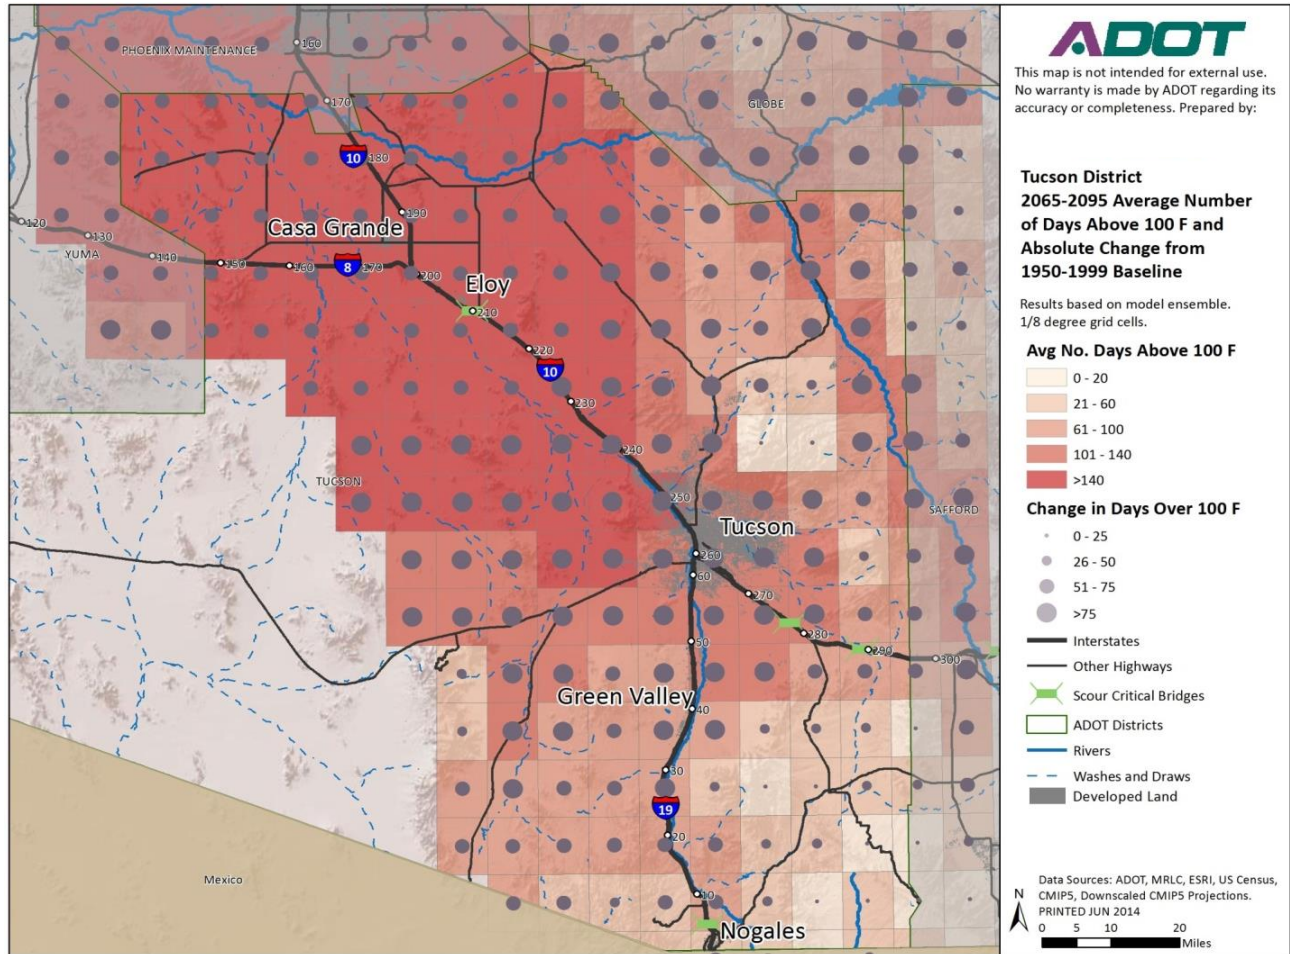 PHOENIX MAINTENANCE
160
170
GLOBE
10
180
190
Casa Grande
120
130
YUMA
140
150
160
8
170
200
Eloy
210
220
10
230
240
TUCSON
250
Tucson
SAFFORD
260
60
270
280
50
290
300
Green Valley
40
30
19
20
Mexico
10
Nogales
ADOT
This map is not intended for external use.
No warranty is made by ADOT regarding its
accuracy or completeness. Prepared by:
Tucson District
2065-2095 Average Number
of Days Above 100 F and
Absolute Change from
1950-1999 Baseline
Results based on model ensemble.
1/8 degree grid cells.
Avg No. Days Above 100 F
0 - 20
21 - 60
61 - 100
101 - 140
>140
Change in Days Over 100 F
0 - 25
26 - 50
51 - 75
>75
Interstates
Other Highways
Scour Critical Bridges
ADOT Districts
Rivers
Washes and Draws
Developed Land
Data Sources: ADOT, MRLC, ESRI, US Census,
CMIP5, Downscaled CMIP5 Projections.
PRINTED JUN 2014
N
0 5 10 20
Miles